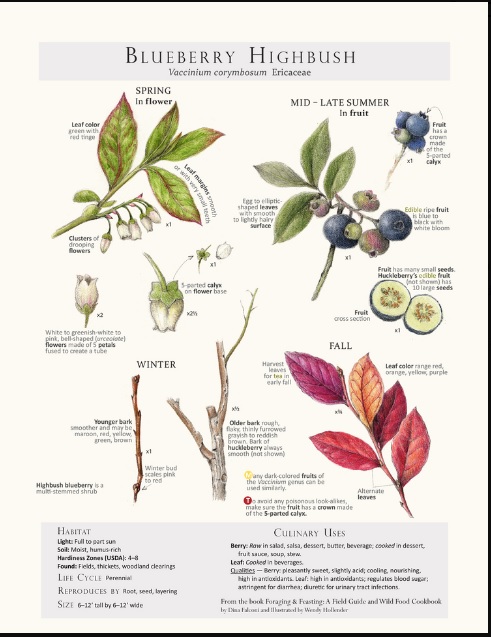 BLUEBERRY HIGHBUSH
Vaccinium corymbosum Ericaceae
SPRING
In flower
Leaf color
green with
red tinge
Leaf margins smooth
or with very small teeth
x1
Clusters of
drooping
flowers
x1
5-parted calyx
on flower base
x2
x2½
White to greenish-white to
pink, bell-shaped (urceolate)
flowers made of 5 petals
fused to create a tube
MID – LATE SUMMER
In fruit
Fruit
has a
crown
made
of the
5-parted
calyx
x1
Egg to elliptic-
shaped leaves
with smooth
to lightly hairy
surface
Edible ripe fruit
is blue to
black with
white bloom
x1
Fruit has many small seeds.
Huckleberry's edible fruit
(not shown) has
10 large seeds
Fruit
cross section
x1
WINTER
Younger bark
smoother and may be
maroon, red, yellow,
green, brown
x1
Winter bud
scales pink
to red
Highbush blueberry is a
multi-stemmed shrub
x½
Older bark rough,
flaky, thinly furrowed
grayish to reddish
brown. Bark of
huckleberry always
smooth (not shown)
FALL
Harvest
leaves
for tea in
early fall
Leaf color range red,
orange, yellow, purple
x¾
Alternate
leaves
Many dark-colored fruits of
the Vaccinium genus can be
used similarly.
To avoid any poisonous look-alikes,
make sure the fruit has a crown made
of the 5-parted calyx.
HABITAT
Light: Full to part sun
Soil: Moist, humus-rich
Hardiness Zones (USDA): 4–8
Found: Fields, thickets, woodland clearings
LIFE CYCLE Perennial
REPRODUCES BY Root, seed, layering
SIZE 6–12' tall by 6–12' wide
CULINARY USES
Berry: Raw in salad, salsa, dessert, butter, beverage; cooked in dessert,
fruit sauce, soup, stew.
Leaf: Cooked in beverages.
Qualities — Berry: pleasantly sweet, slightly acid; cooling, nourishing,
high in antioxidants. Leaf: high in antioxidants; regulates blood sugar;
astringent for diarrhea; diuretic for urinary tract infections.
From the book Foraging & Feasting: A Field Guide and Wild Food Cookbook
by Dina Falconi and Illustrated by Wendy Hollender